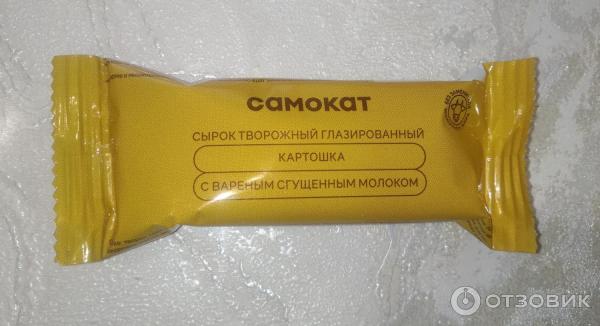 самокат
СЫРОК ТВОРОЖНЫЙ ГЛАЗИРОВАННЫЙ
КАРТОШКА
С ВАРЕНЫМ СГУЩЕННЫМ МОЛОКОМ
ОТЗОВИК